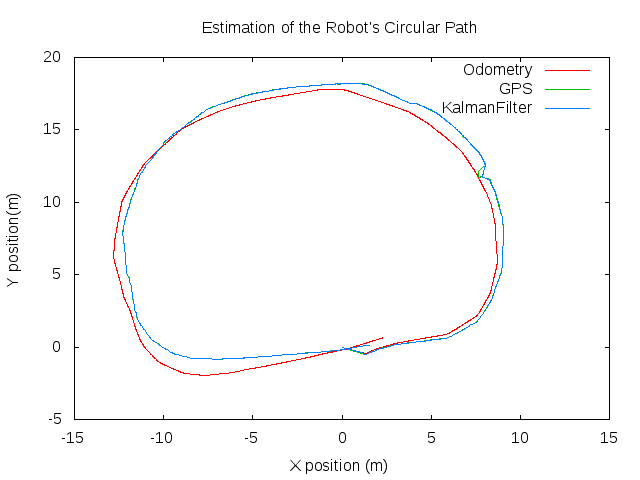 Estimation of the Robot's Circular Path
20
15
10
5
0
-5
-15
-10
-5
0
5
10
15
Y position(m)
X position (m)
Odometry
GPS
KalmanFilter